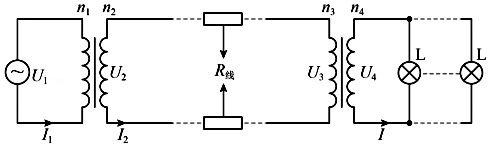 n₁ n₂ n₃ n₄
L L
U₁ U₂ R线 U₃ U₄
I₁ I₂ I